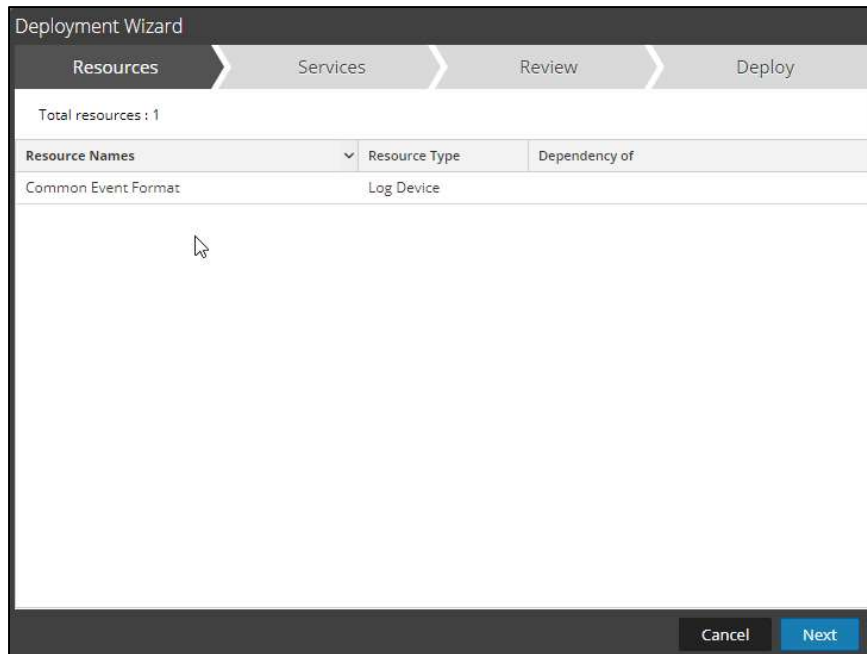 Deployment Wizard
Resources Services Review Deploy
Total resources : 1
Resource Names Resource Type Dependency of
Common Event Format Log Device
Cancel Next